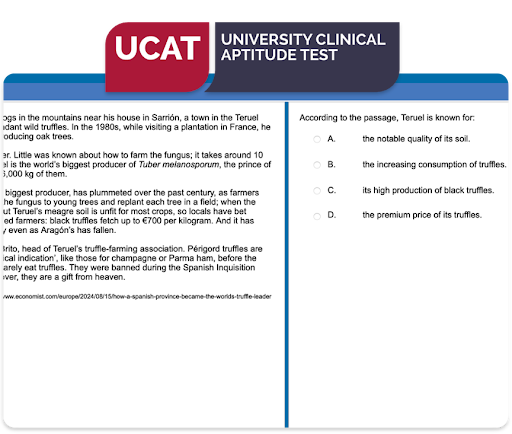 UCAT
UNIVERSITY CLINICAL
APTITUDE TEST
ogs in the mountains near his house in Sarrión, a town in the Teruel
ndant wild truffles. In the 1980s, while visiting a plantation in France, he
oducing oak trees.
er. Little was known about how to farm the fungus; it takes around 10
el is the world's biggest producer of Tuber melanosporum, the prince of
,000 kg of them.
biggest producer, has plummeted over the past century, as farmers
he fungus to young trees and replant each tree in a field; when the
ut Teruel's meagre soil is unfit for most crops, so locals have bet
ed farmers: black truffles fetch up to €700 per kilogram. And it has
y even as Aragón's has fallen.
Brito, head of Teruel's truffle-farming association. Périgord truffles are
ical indication', like those for champagne or Parma ham, before the
arely eat truffles. They were banned during the Spanish Inquisition
ever, they are a gift from heaven.
www.economist.com/europe/2024/08/15/how-a-spanish-province-became-the-worlds-truffle-leader
According to the passage, Teruel is known for:
A. the notable quality of its soil.
B. the increasing consumption of truffles.
C. its high production of black truffles.
D. the premium price of its truffles.